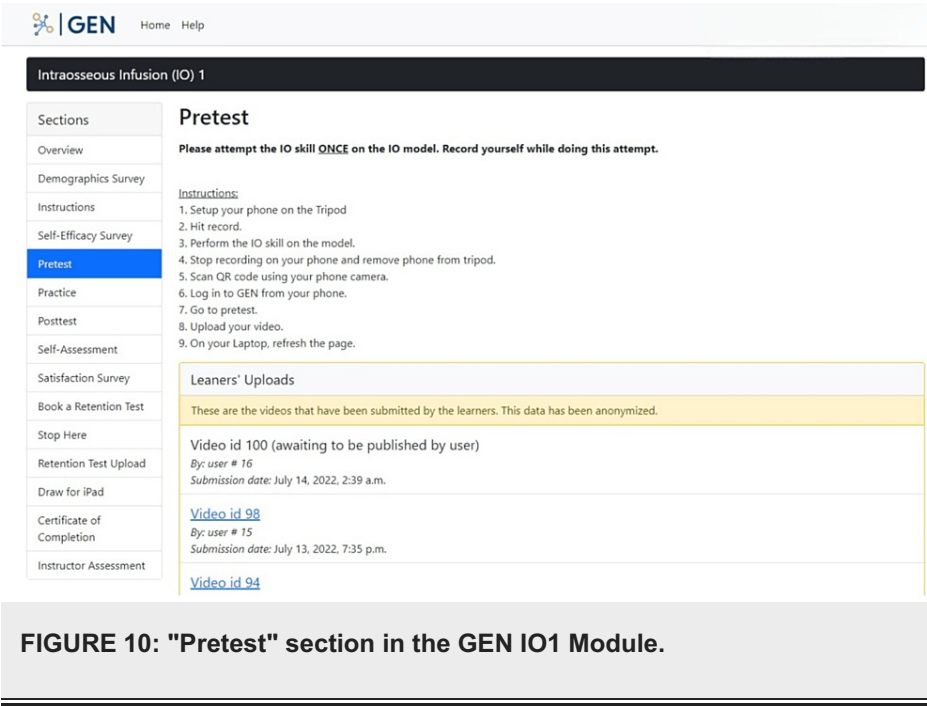 GEN Home Help
Intraosseous Infusion (IO) 1
Sections
Overview
Demographics Survey
Instructions
Self-Efficacy Survey
Pretest
Practice
Posttest
Self-Assessment
Satisfaction Survey
Book a Retention Test
Stop Here
Retention Test Upload
Draw for iPad
Certificate of
Completion
Instructor Assessment
Pretest
Please attempt the IO skill ONCE on the IO model. Record yourself while doing this attempt.
Instructions:
1. Setup your phone on the Tripod
2. Hit record.
3. Perform the IO skill on the model.
4. Stop recording on your phone and remove phone from tripod.
5. Scan QR code using your phone camera.
6. Log in to GEN from your phone.
7. Go to pretest.
8. Upload your video.
9. On your Laptop, refresh the page.
Leaners' Uploads
These are the videos that have been submitted by the learners. This data has been anonymized.
Video id 100 (awaiting to be published by user)
By: user # 16
Submission date: July 14, 2022, 2:39 a.m.
Video id 98
By: user # 15
Submission date: July 13, 2022, 7:35 p.m.
Video id 94
FIGURE 10: "Pretest" section in the GEN IO1 Module.